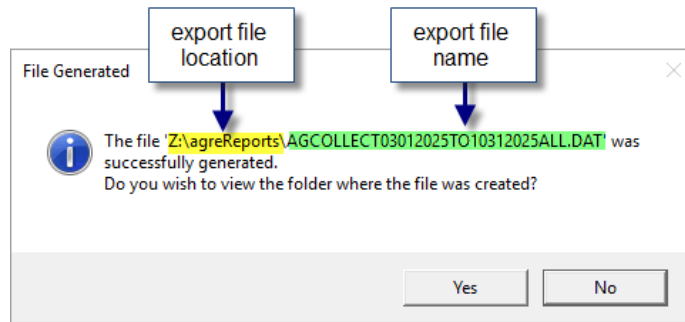 export file
location
export file
name
File Generated
The file 'Z:\agreReports\AGCOLLECT03012025TO10312025ALL.DAT' was
successfully generated.
Do you wish to view the folder where the file was created?
Yes
No